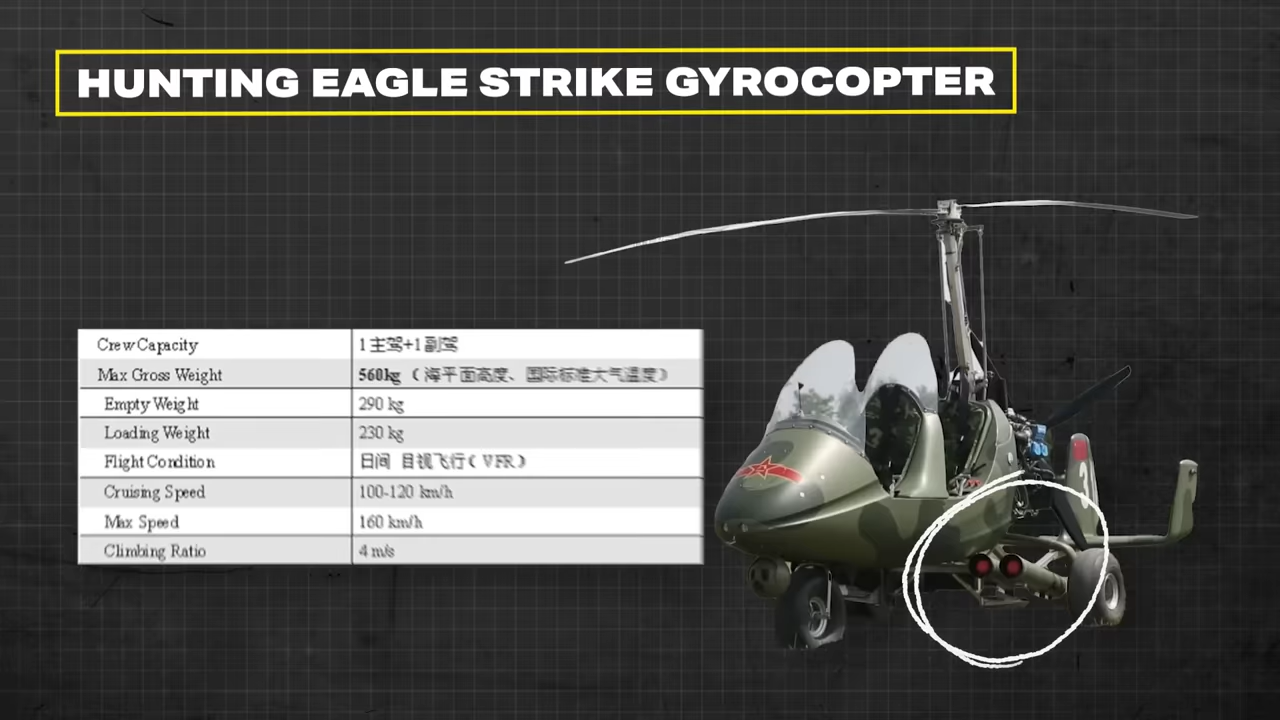 HUNTING EAGLE STRIKE GYROCOPTER
Crew Capacity 1主驾+1副驾
Max Gross Weight 560kg （海平面高度、国际标准大气温度）
Empty Weight 290 kg
Loading Weight 230 kg
Flight Condition 日间 目视飞行（VFR）
Cruising Speed 100-120 km/h
Max Speed 160 km/h
Climbing Ratio 4 m/s
3